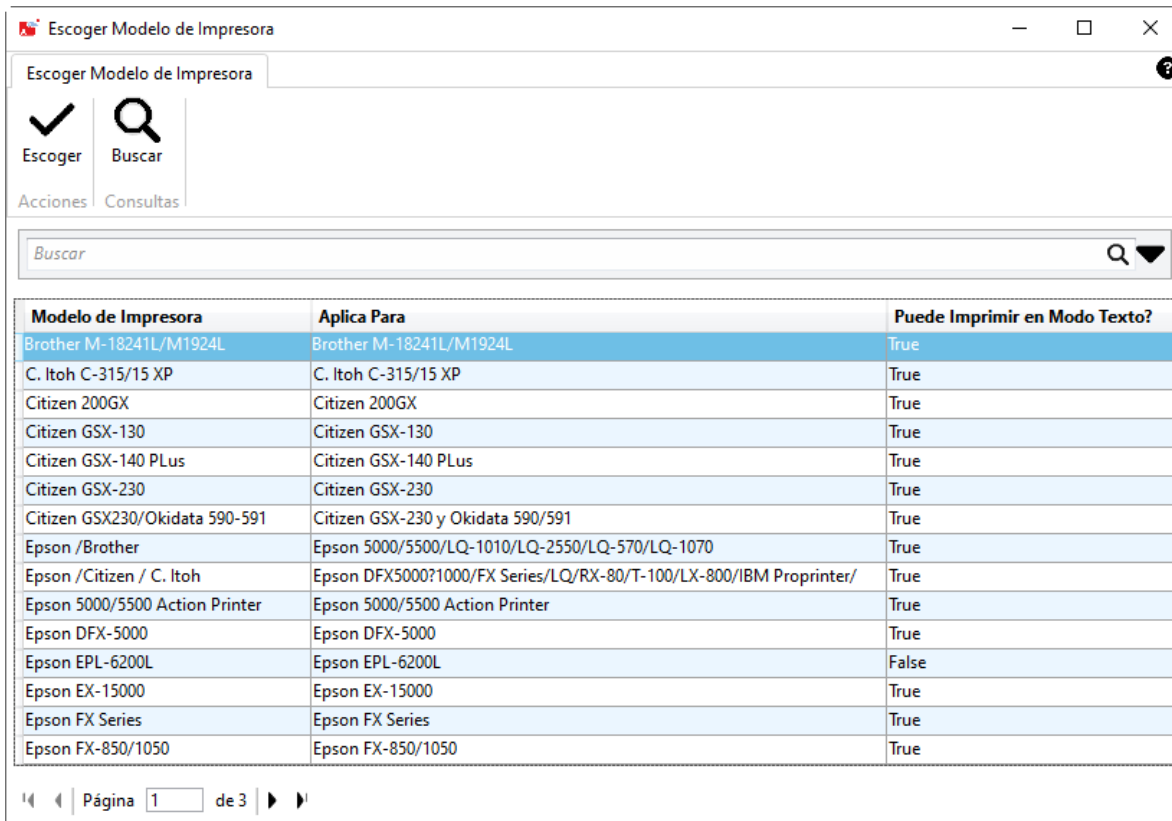 Escoger Modelo de Impresora
Escoger Modelo de Impresora
Escoger Buscar
Acciones Consultas
Buscar
Modelo de Impresora Aplica Para Puede Imprimir en Modo Texto?
Brother M-18241L/M1924L Brother M-18241L/M1924L True
C. Itoh C-315/15 XP C. Itoh C-315/15 XP True
Citizen 200GX Citizen 200GX True
Citizen GSX-130 Citizen GSX-130 True
Citizen GSX-140 PLus Citizen GSX-140 PLus True
Citizen GSX-230 Citizen GSX-230 True
Citizen GSX230/Okidata 590-591 Citizen GSX-230 y Okidata 590/591 True
Epson /Brother Epson 5000/5500/LQ-1010/LQ-2550/LQ-570/LQ-1070 True
Epson /Citizen / C. Itoh Epson DFX5000?1000/FX Series/LQ/RX-80/T-100/LX-800/IBM Proprinter/ True
Epson 5000/5500 Action Printer Epson 5000/5500 Action Printer True
Epson DFX-5000 Epson DFX-5000 True
Epson EPL-6200L Epson EPL-6200L False
Epson EX-15000 Epson EX-15000 True
Epson FX Series Epson FX Series True
Epson FX-850/1050 Epson FX-850/1050 True
Página 1 de 3